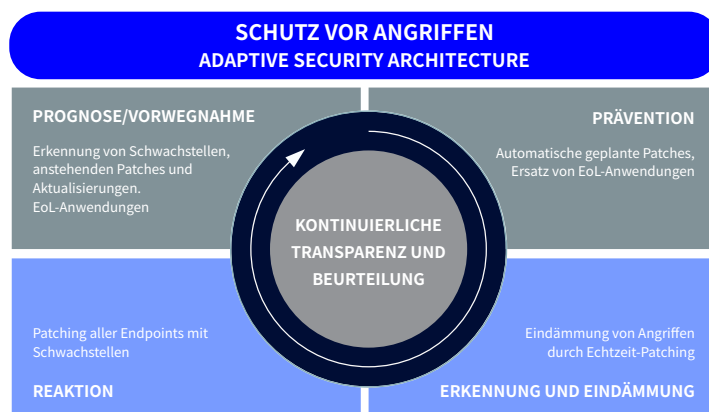 SCHUTZ VOR ANGRIFFEN
ADAPTIVE SECURITY ARCHITECTURE
PROGNOSE/VORWEGNAHME
Erkennung von Schwachstellen,
anstehenden Patches und
Aktualisierungen.
EoL-Anwendungen
PRÄVENTION
Automatische geplante Patches,
Ersatz von EoL-Anwendungen
KONTINUIERLICHE
TRANSPARENZ UND
BEURTEILUNG
Patching aller Endpoints mit
Schwachstellen
REAKTION
Eindämmung von Angriffen
durch Echtzeit-Patching
ERKENNUNG UND EINDÄMMUNG